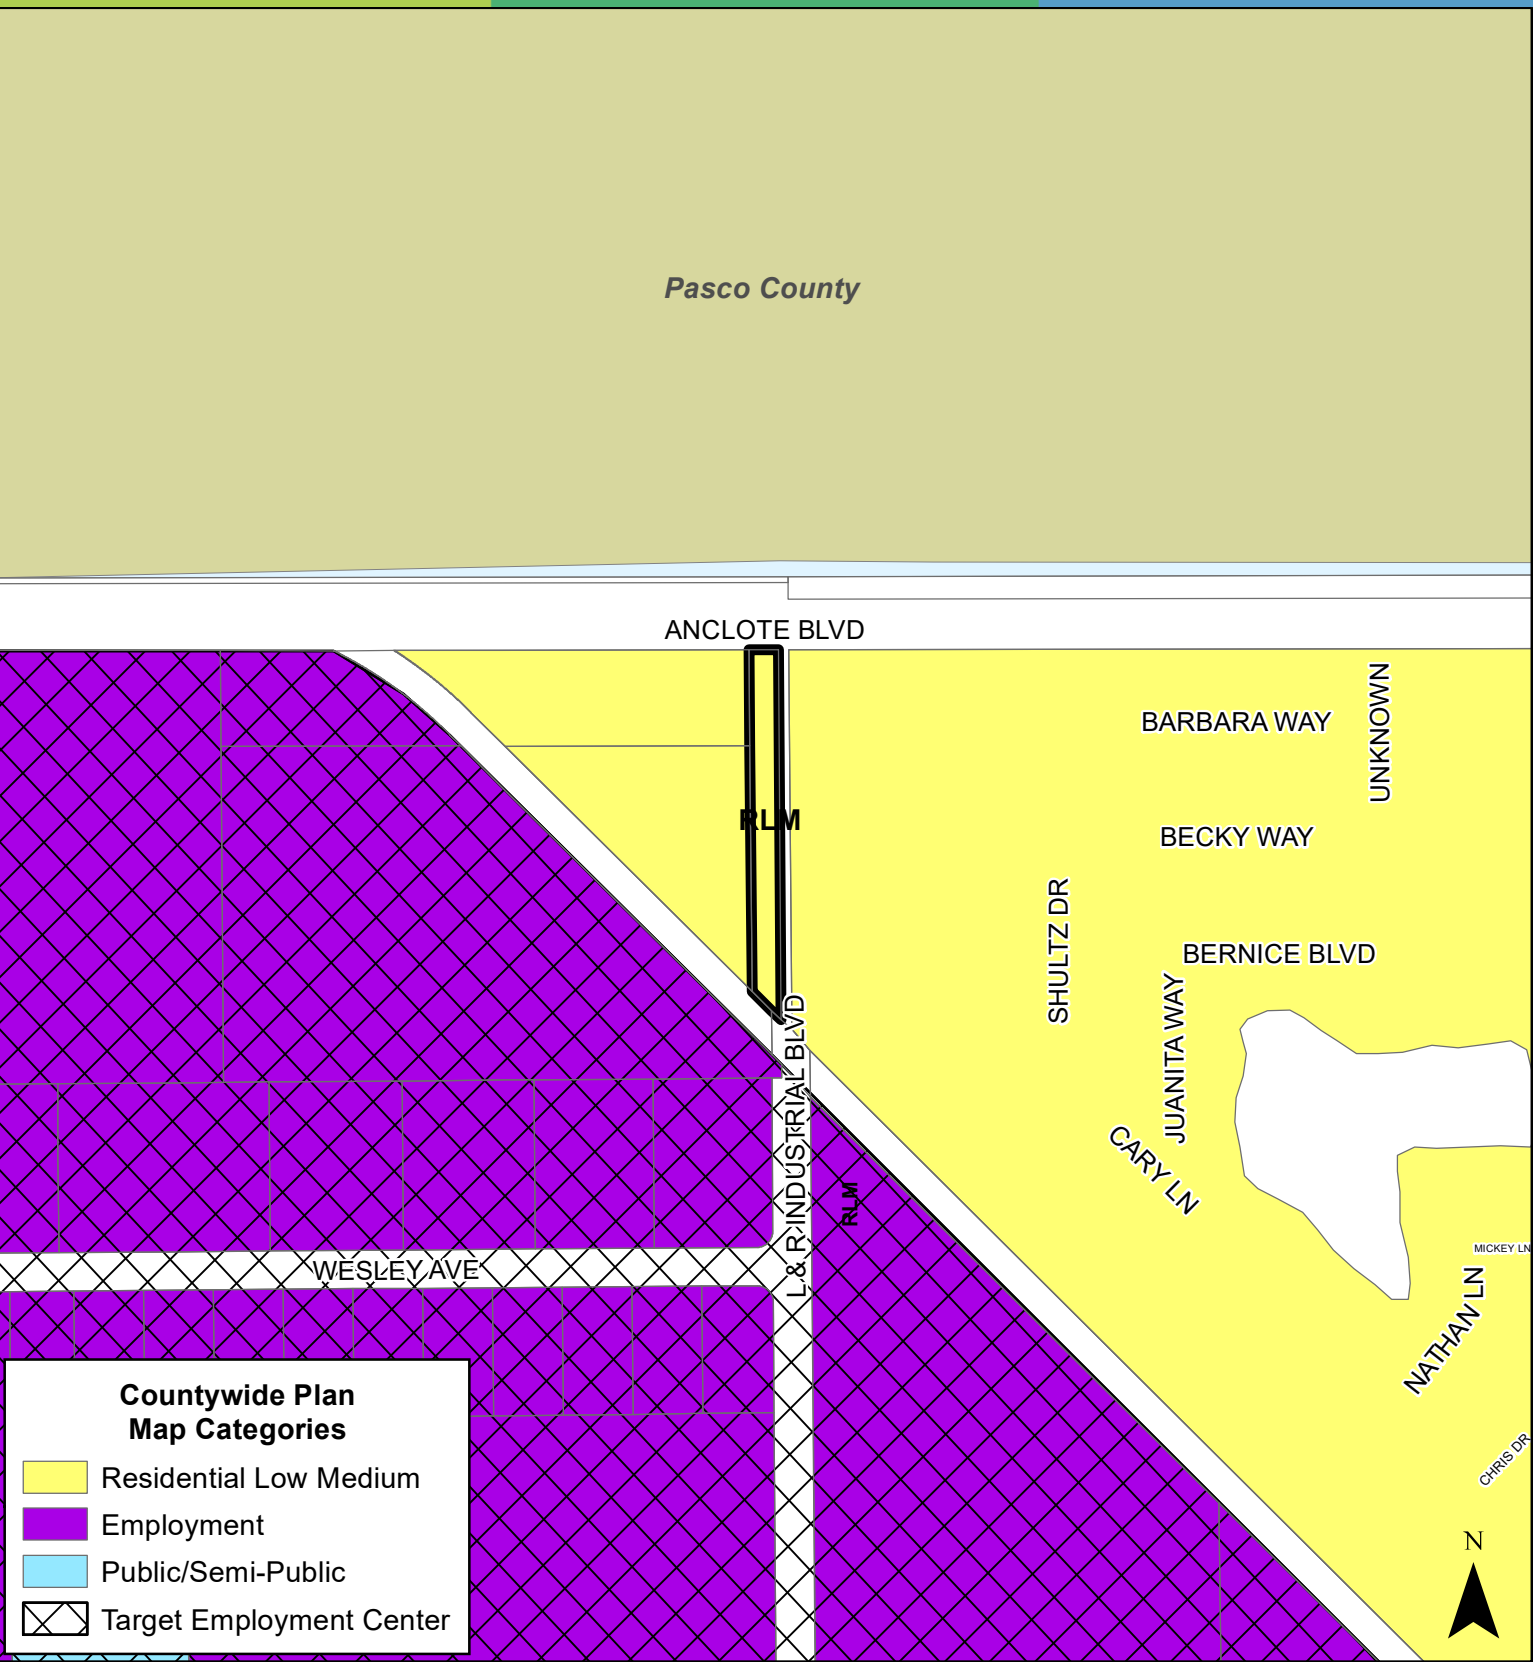 Pasco County
ANCLOTE BLVD
BARBARA WAY
UNKNOWN
RLM
BECKY WAY
SHULTZ DR
BERNICE BLVD
JUANITA WAY
L & R INDUSTRIAL BLVD
CARY LN
RLM
WESLEY AVE
MICKEY LN
NATHAN LN
CHRIS DR
Countywide Plan
Map Categories
Residential Low Medium
Employment
Public/Semi-Public
Target Employment Center
N